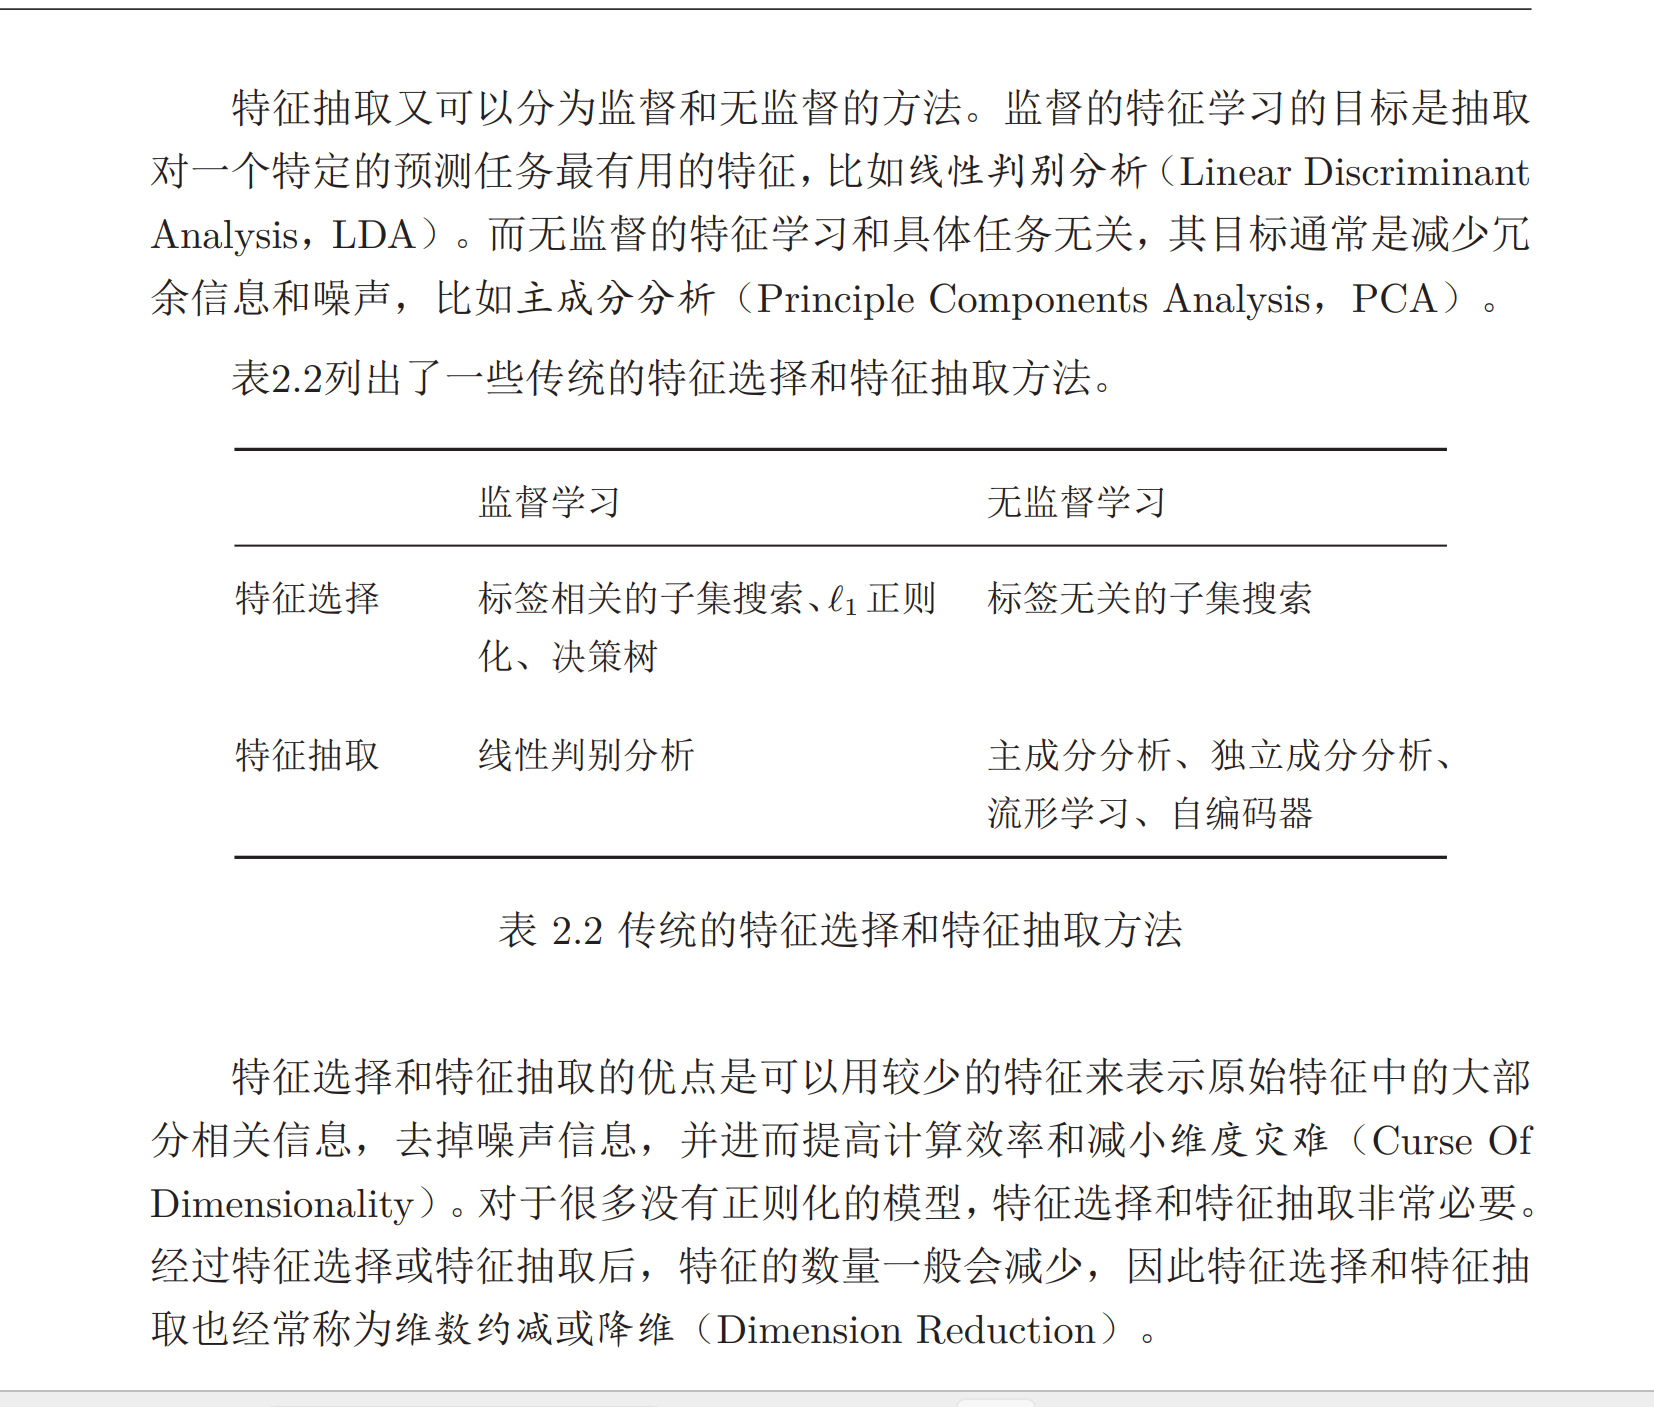 特征抽取又可以分为监督和无监督的方法。监督的特征学习的目标是抽取
对一个特定的预测任务最有用的特征，比如线性判别分析（Linear Discriminant
Analysis，LDA）。而无监督的特征学习和具体任务无关，其目标通常是减少冗
余信息和噪声，比如主成分分析（Principle Components Analysis，PCA）。
表2.2列出了一些传统的特征选择和特征抽取方法。
监督学习 无监督学习
特征选择 标签相关的子集搜索、ℓ1 正则 标签无关的子集搜索
化、决策树
特征抽取 线性判别分析 主成分分析、独立成分分析、
流形学习、自编码器
表 2.2 传统的特征选择和特征抽取方法
特征选择和特征抽取的优点是可以用较少的特征来表示原始特征中的大部
分相关信息，去掉噪声信息，并进而提高计算效率和减小维度灾难（Curse Of
Dimensionality）。对于很多没有正则化的模型，特征选择和特征抽取非常必要。
经过特征选择或特征抽取后，特征的数量一般会减少，因此特征选择和特征抽
取也经常称为维数约减或降维（Dimension Reduction）。